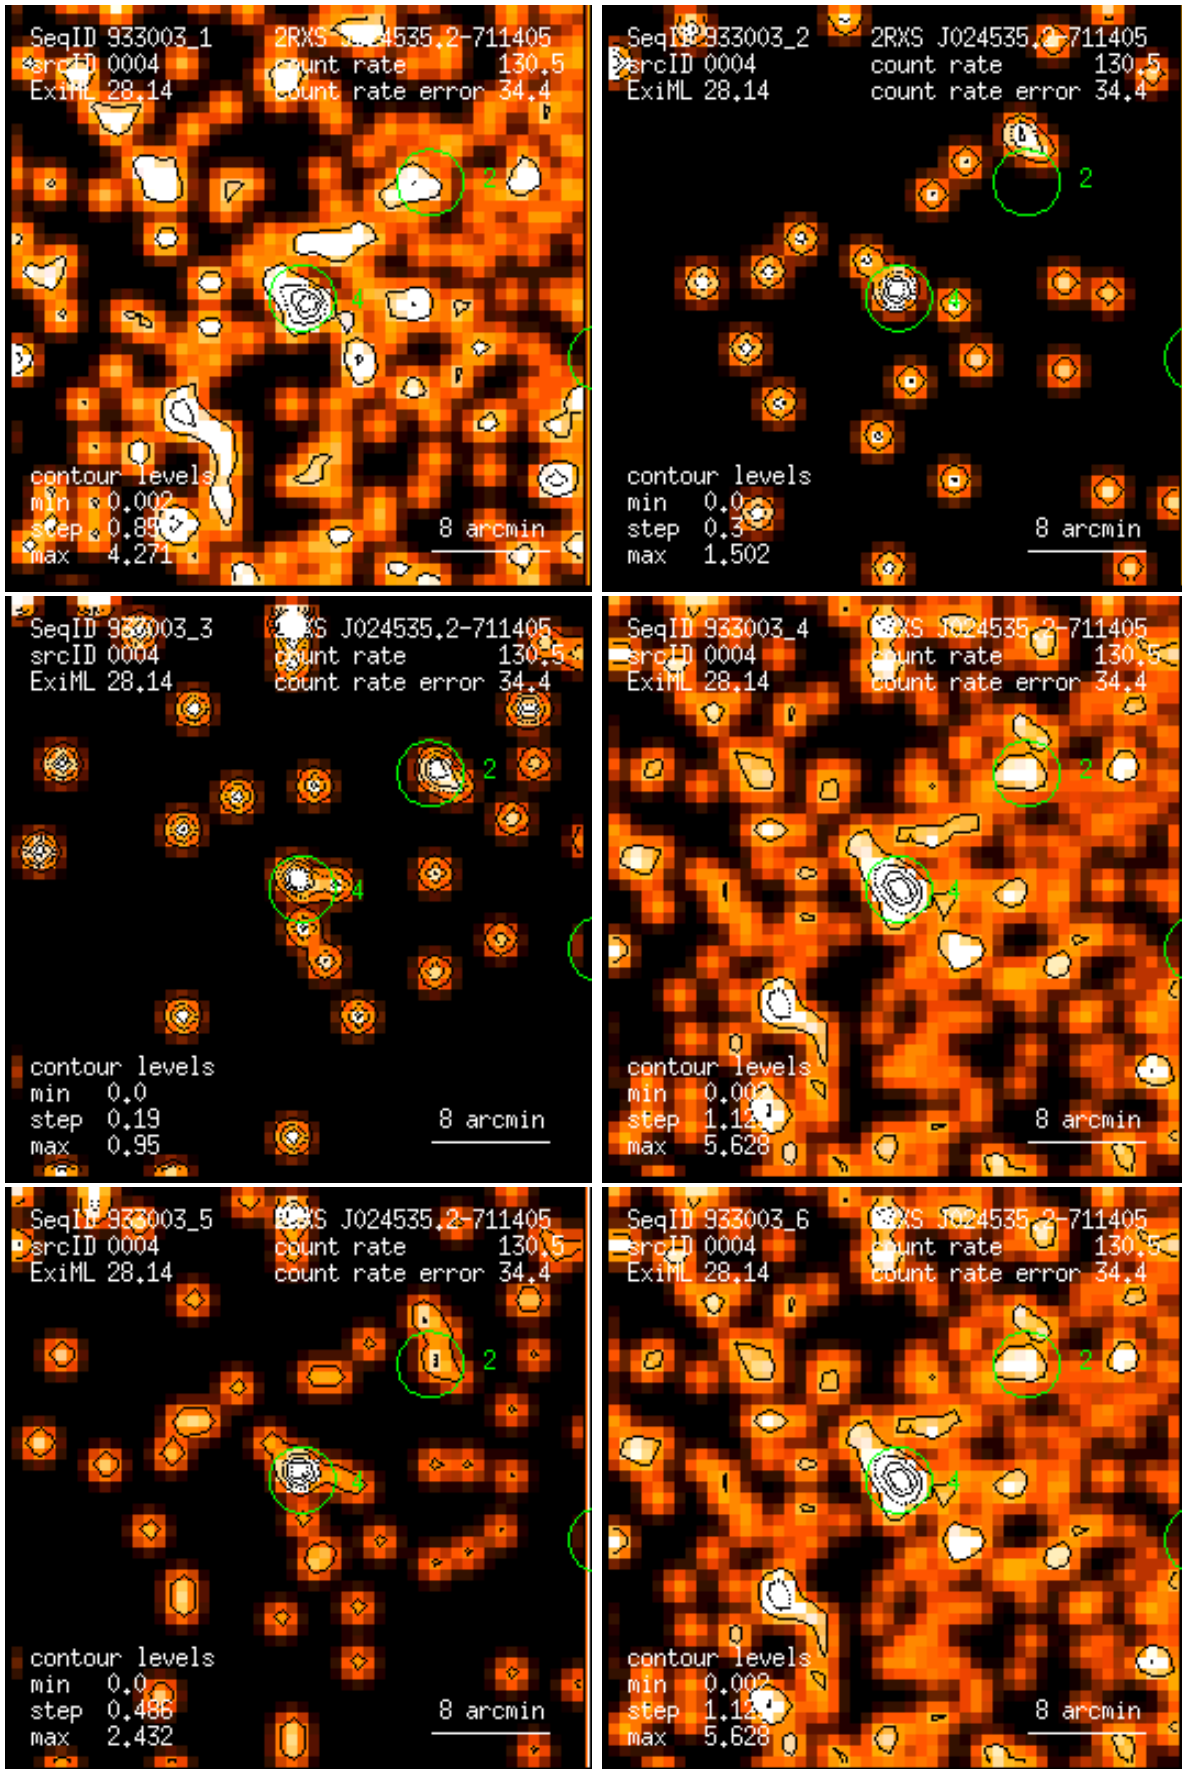 SeqID 933003_1 2RXS J024535.2-711405
srcID 0004 count rate 130.5
ExiML 28.14 count rate error 34.4
2
4
contour levels
min 0.002
step 0.85
max 4.271
8 arcmin
SeqID 933003_2 2RXS J024535.2-711405
srcID 0004 count rate 130.5
ExiML 28.14 count rate error 34.4
2
4
contour levels
min 0.0
step 0.3
max 1.502
8 arcmin
SeqID 933003_3 J024535.2-711405
srcID 0004 count rate 130.5
ExiML 28.14 count rate error 34.4
2
4
contour levels
min 0.0
step 0.19
max 0.95
8 arcmin
SeqID 933003_4 J024535.2-711405
srcID 0004 count rate 130.5
ExiML 28.14 count rate error 34.4
2
4
contour levels
min 0.002
step
max 5.628
8 arcmin
SeqID 933003_5 J024535.2-711405
srcID 0004 count rate 130.5
ExiML 28.14 count rate error 34.4
2
4
contour levels
min 0.0
step 0.486
max 2.432
8 arcmin
SeqID 933003_6 J024535.2-711405
srcID 0004 count rate 130.5
ExiML 28.14 count rate error 34.4
2
4
contour levels
min 0.002
step
max 5.628
8 arcmin